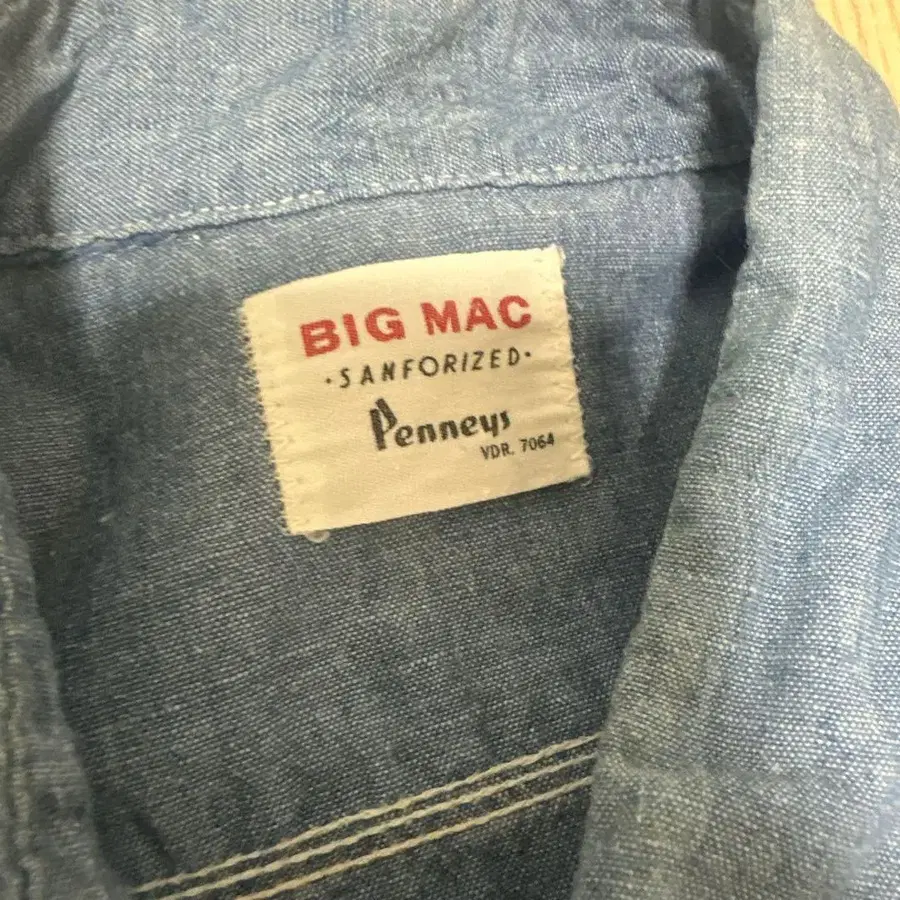 BIG MAC
·SANFORIZED·
Penneys
VDR. 7064